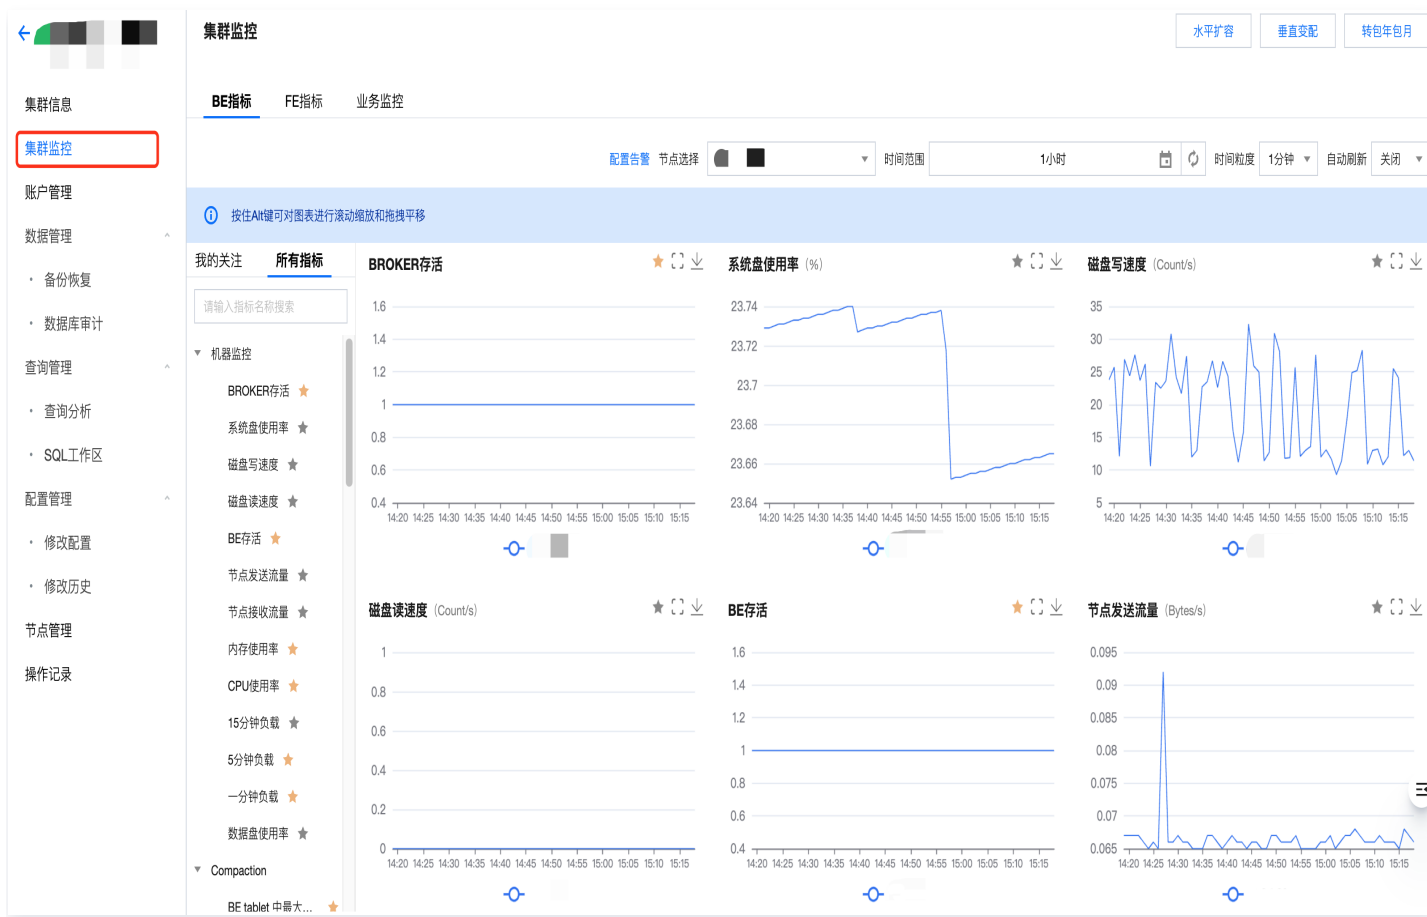 集群监控
水平扩容
垂直变配
转包年包月
集群信息
集群监控
账户管理
数据管理
· 备份恢复
· 数据库审计
查询管理
· 查询分析
· SQL工作区
配置管理
· 修改配置
· 修改历史
节点管理
操作记录
BE指标 FE指标 业务监控
配置告警 节点选择
时间范围 1小时
时间粒度 1分钟
自动刷新 关闭
按住Alt键可对图表进行滚动缩放和拖拽平移
我的关注 所有指标
请输入指标名称搜索
机器监控
BROKER存活
系统盘使用率
磁盘写速度
磁盘读速度
BE存活
节点发送流量
节点接收流量
内存使用率
CPU使用率
15分钟负载
5分钟负载
一分钟负载
数据盘使用率
Compaction
BE tablet 中最大...
BROKER存活
1.6
1.4
1.2
1
0.8
0.6
0.4
14:20 14:25 14:30 14:35 14:40 14:45 14:50 14:55 15:00 15:05 15:10 15:15
系统盘使用率 (%)
23.74
23.72
23.7
23.68
23.66
23.64
14:20 14:25 14:30 14:35 14:40 14:45 14:50 14:55 15:00 15:05 15:10 15:15
磁盘写速度 (Count/s)
35
30
25
20
15
10
5
14:20 14:25 14:30 14:35 14:40 14:45 14:50 14:55 15:00 15:05 15:10 15:15
磁盘读速度 (Count/s)
1
0.8
0.6
0.4
0.2
0
14:20 14:25 14:30 14:35 14:40 14:45 14:50 14:55 15:00 15:05 15:10 15:15
BE存活
1.6
1.4
1.2
1
0.8
0.6
0.4
14:20 14:25 14:30 14:35 14:40 14:45 14:50 14:55 15:00 15:05 15:10 15:15
节点发送流量 (Bytes/s)
0.095
0.09
0.085
0.08
0.075
0.07
0.065
14:20 14:25 14:30 14:35 14:40 14:45 14:50 14:55 15:00 15:05 15:10 15:15